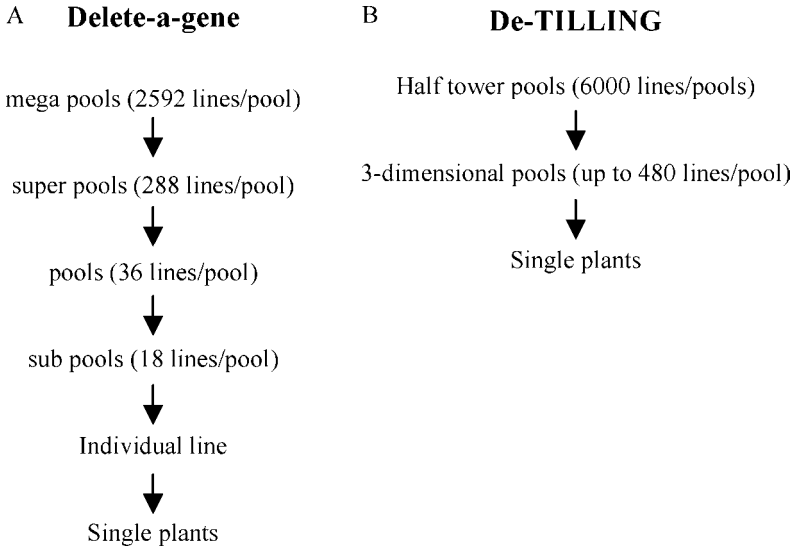 A Delete-a-gene
mega pools (2592 lines/pool)
super pools (288 lines/pool)
pools (36 lines/pool)
sub pools (18 lines/pool)
Individual line
Single plants
B De-TILLING
Half tower pools (6000 lines/pools)
3-dimensional pools (up to 480 lines/pool)
Single plants